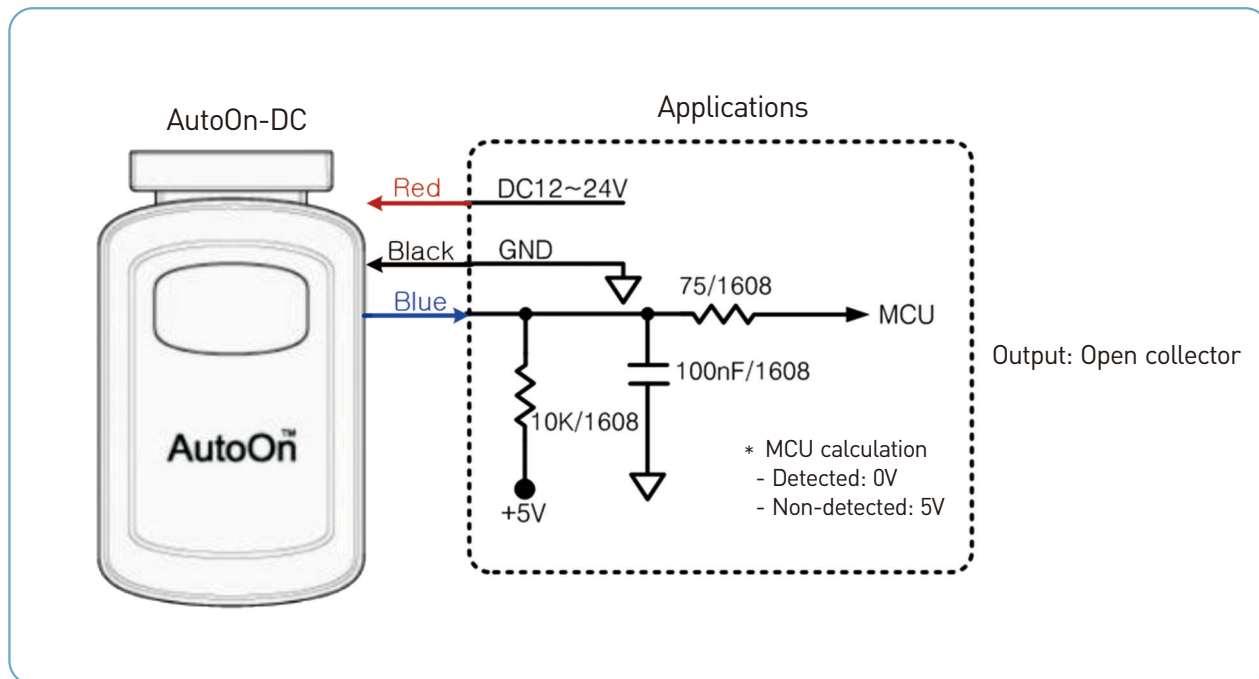 AutoOn-DC
Applications
Red
DC12~24V
Black
GND
Blue
75/1608
MCU
100nF/1608
10K/1608
+5V
Output: Open collector
* MCU calculation
- Detected: 0V
- Non-detected: 5V
AutoOn™